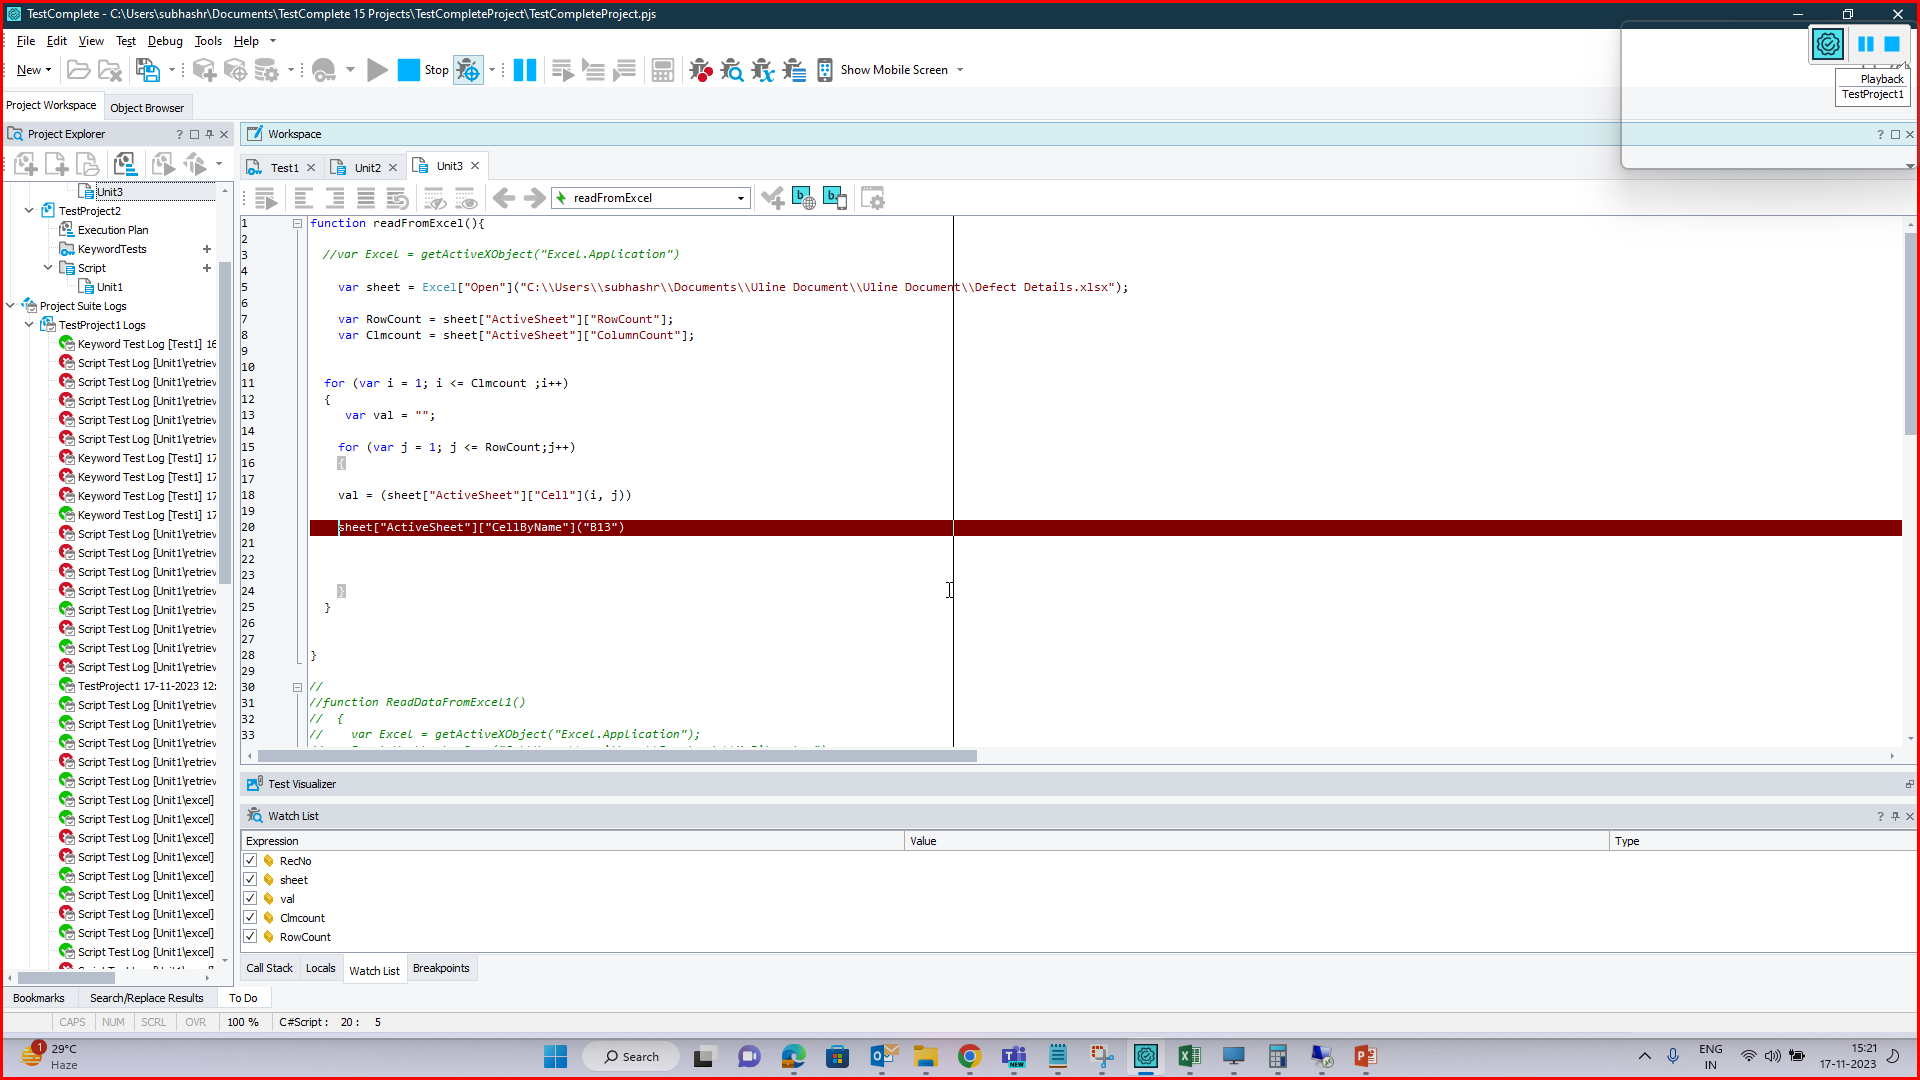 TestComplete - C:\Users\subhashr\Documents\TestComplete 15 Projects\TestCompleteProject\TestCompleteProject.pjs
File Edit View Test Debug Tools Help
New Stop Show Mobile Screen
Playback
TestProject1
Project Workspace Object Browser
Project Explorer
Workspace
Test1 Unit2 Unit3
readFromExcel
Unit3
TestProject2
Execution Plan
KeywordTests
Script
Unit1
Project Suite Logs
TestProject1 Logs
Keyword Test Log [Test1] 16
Script Test Log [Unit1\retriev
Script Test Log [Unit1\retriev
Script Test Log [Unit1\retriev
Script Test Log [Unit1\retriev
Script Test Log [Unit1\retriev
Keyword Test Log [Test1] 17
Keyword Test Log [Test1] 17
Keyword Test Log [Test1] 17
Keyword Test Log [Test1] 17
Script Test Log [Unit1\retriev
Script Test Log [Unit1\retriev
Script Test Log [Unit1\retriev
Script Test Log [Unit1\retriev
Script Test Log [Unit1\retriev
Script Test Log [Unit1\retriev
Script Test Log [Unit1\retriev
Script Test Log [Unit1\retriev
TestProject1 17-11-2023 12:
Script Test Log [Unit1\retriev
Script Test Log [Unit1\retriev
Script Test Log [Unit1\retriev
Script Test Log [Unit1\retriev
Script Test Log [Unit1\retriev
Script Test Log [Unit1\excel]
Script Test Log [Unit1\excel]
Script Test Log [Unit1\excel]
Script Test Log [Unit1\excel]
Script Test Log [Unit1\excel]
Script Test Log [Unit1\excel]
Script Test Log [Unit1\excel]
Script Test Log [Unit1\excel]
Script Test Log [Unit1\excel]
1 function readFromExcel(){
2
3 //var Excel = getActiveXObject("Excel.Application")
4
5 var sheet = Excel["Open"]("C:\\Users\\subhashr\\Documents\\Uline Document\\Uline Document\\Defect Details.xlsx");
6
7 var RowCount = sheet["ActiveSheet"]["RowCount"];
8 var Clmcount = sheet["ActiveSheet"]["ColumnCount"];
9
10
11 for (var i = 1; i <= Clmcount ;i++)
12 {
13 var val = "";
14
15 for (var j = 1; j <= RowCount;j++)
16 {
17
18 val = (sheet["ActiveSheet"]["Cell"](i, j))
19
20 sheet["ActiveSheet"]["CellByName"]("B13")
21
22
23
24 }
25 }
26
27
28 }
29
30 //
31 //function ReadDataFromExcel1()
32 // {
33 // var Excel = getActiveXObject("Excel.Application");
Test Visualizer
Watch List
Expression Value Type
RecNo
sheet
val
Clmcount
RowCount
Call Stack Locals Watch List Breakpoints
Bookmarks Search/Replace Results To Do
CAPS NUM SCRL OVR 100 % C#Script : 20 : 5
1
29°C
Haze
Search
NEW
ENG
IN
15:21
17-11-2023